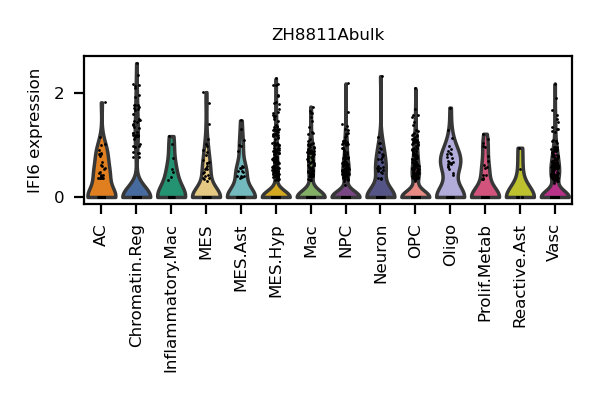 ZH8811Abulk
IFI6 expression
2
0
AC
Chromatin.Reg
Inflammatory.Mac
MES
MES.Ast
MES.Hyp
Mac
NPC
Neuron
OPC
Oligo
Prolif.Metab
Reactive.Ast
Vasc